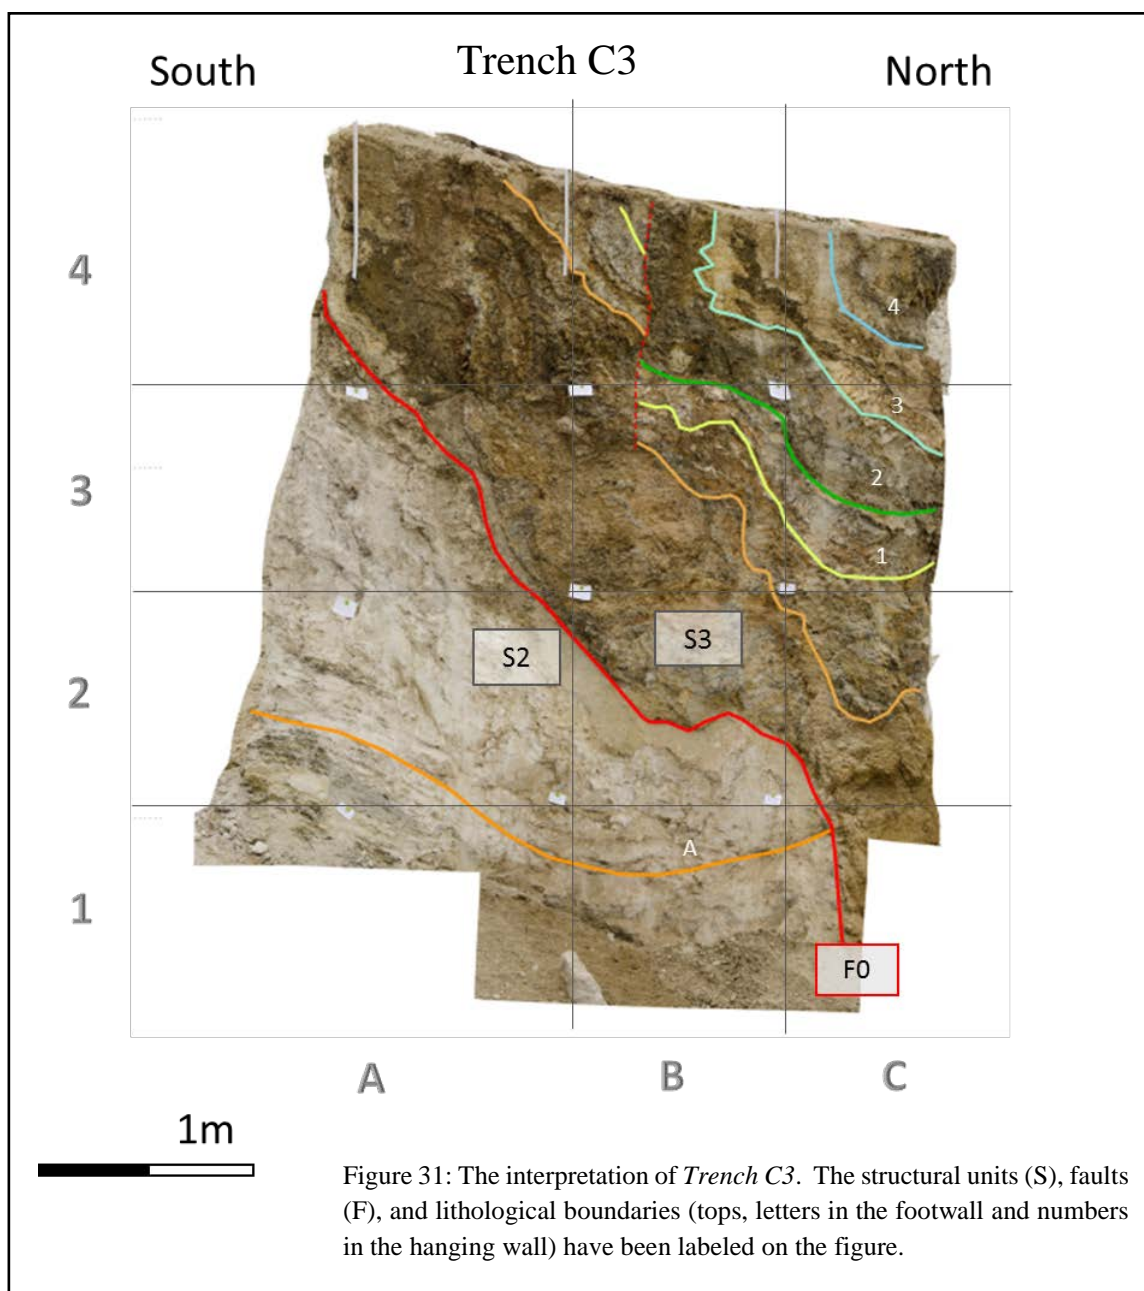 Trench C3
South
North
4
4
3
3
2
1
S2
S3
2
A
1
F0
A
B
C
1m
Figure 31: The interpretation of Trench C3. The structural units (S), faults
(F), and lithological boundaries (tops, letters in the footwall and numbers
in the hanging wall) have been labeled on the figure.